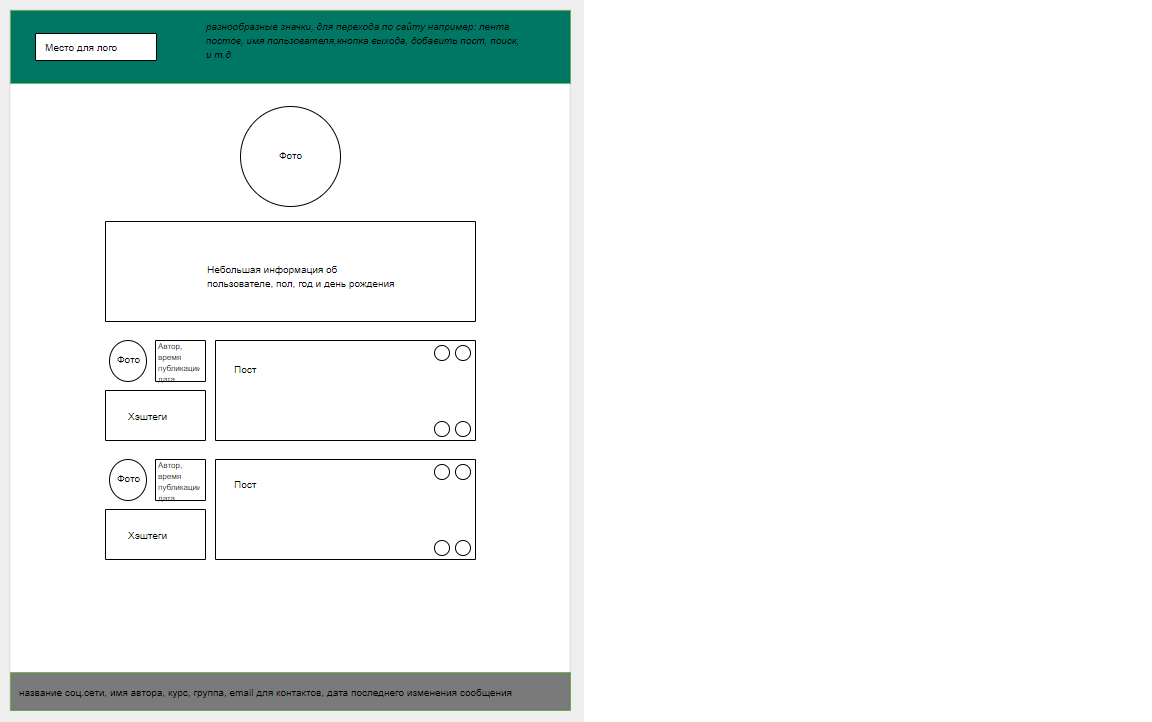 разнообразные значки, для перехода по сайту например: лента
постов, имя пользователя,кнопка выхода, добавить пост, поиск,
и т.д.
Место для лого
Фото
Небольшая информация об
пользователе, пол, год и день рождения
Фото
Автор,
время
публикации
дата
Пост
Хэштеги
Фото
Автор,
время
публикации
дата
Пост
Хэштеги
название соц.сети, имя автора, курс, группа, email для контактов, дата последнего изменения сообщения